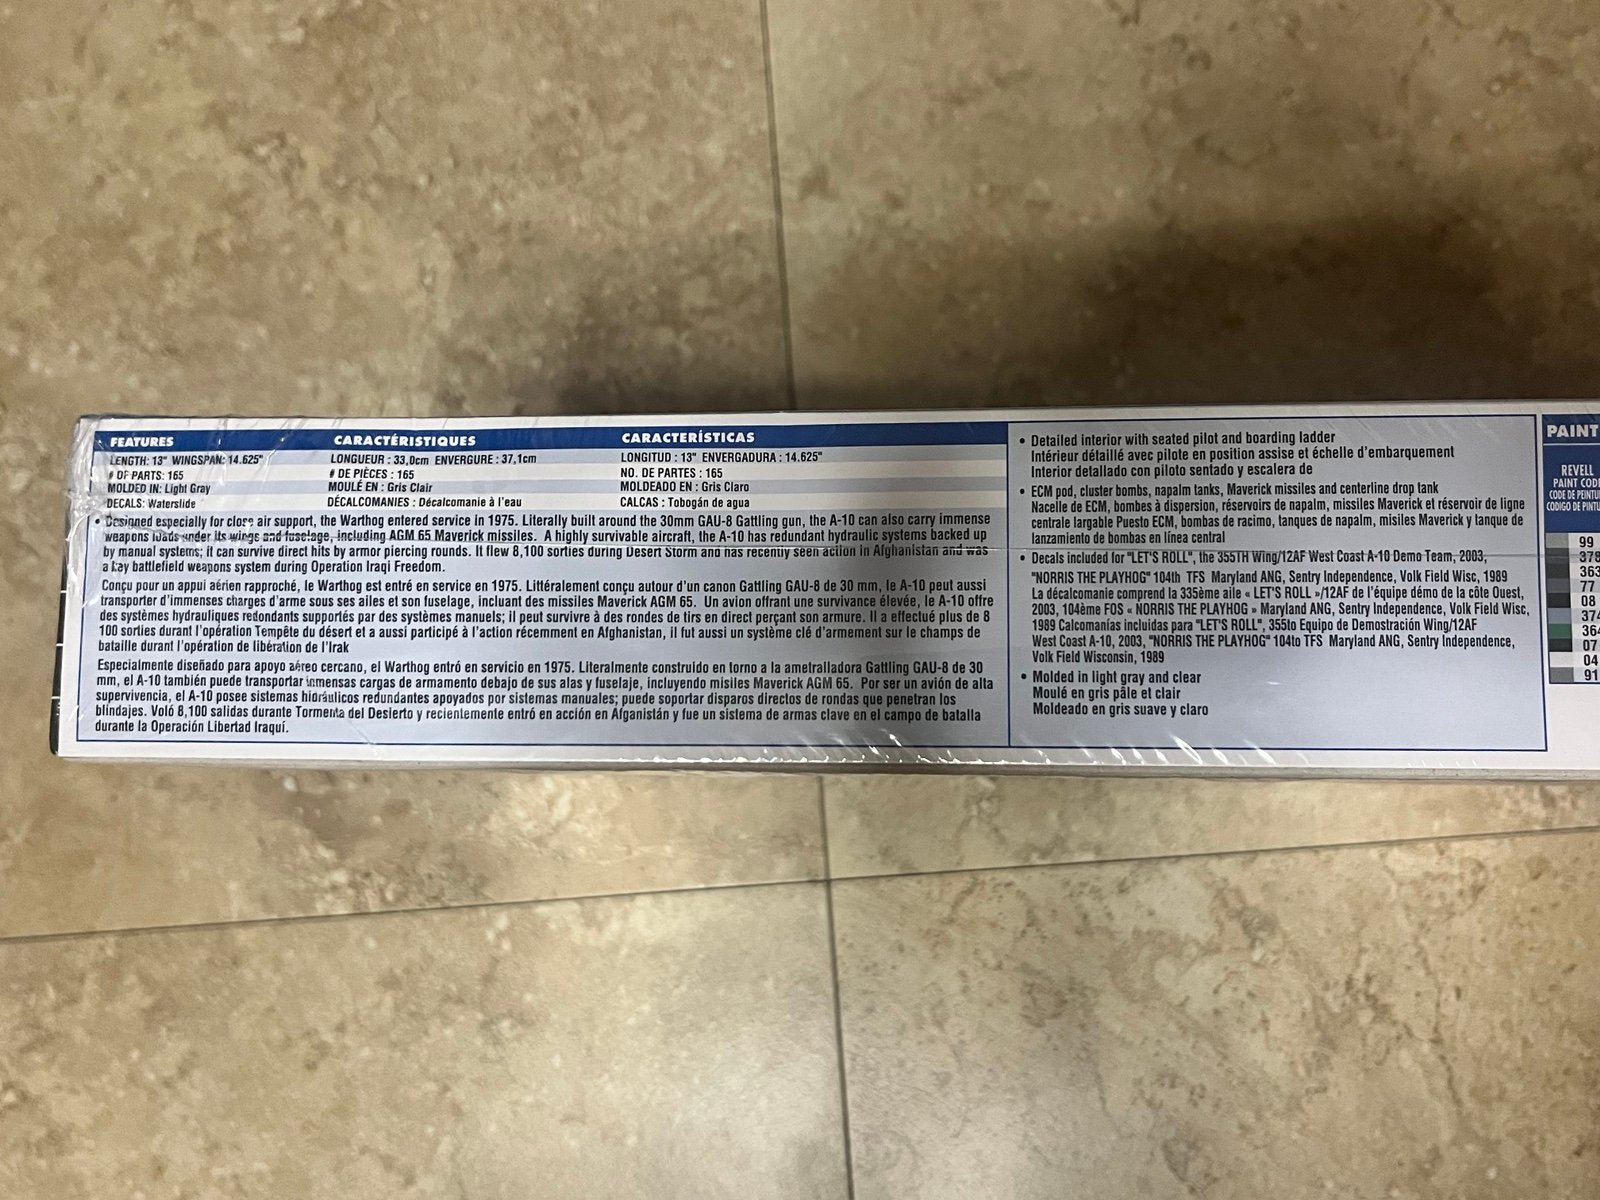 FEATURES CARACTÉRISTIQUES CARACTERÍSTICAS
LENGTH: 13" WINGSPAN: 14.625" LONGUEUR : 33,0cm ENVERGURE : 37,1cm LONGITUD : 13" ENVERGADURA : 14.625"
# OF PARTS: 165 # DE PIÈCES : 165 NO. DE PARTES : 165
MOLDED IN: Light Gray MOULÉ EN : Gris Clair MOLDEADO EN : Gris Claro
DECALS: Waterslide DÉCALCOMANIES : Décalcomanie à l'eau CALCAS : Tobogán de agua
• Designed especially for close air support, the Warthog entered service in 1975. Literally built around the 30mm GAU-8 Gattling gun, the A-10 can also carry immense
weapons loads under its wings and fuselage, including AGM 65 Maverick missiles. A highly survivable aircraft, the A-10 has redundant hydraulic systems backed up
by manual systems; it can survive direct hits by armor piercing rounds. It flew 8,100 sorties during Desert Storm and has recently seen action in Afghanistan and was
a key battlefield weapons system during Operation Iraqi Freedom.
Conçu pour un appui aérien rapproché, le Warthog est entré en service en 1975. Littéralement conçu autour d'un canon Gattling GAU-8 de 30 mm, le A-10 peut aussi
transporter d'immenses charges d'arme sous ses ailes et son fuselage, incluant des missiles Maverick AGM 65. Un avion offrant une survivance élevée, le A-10 offre
des systèmes hydrauliques redondants supportés par des systèmes manuels; il peut survivre à des rondes de tirs en direct perçant son armure. Il a effectué plus de 8
100 sorties durant l'opération Tempête du désert et a aussi participé à l'action récemment en Afghanistan, il fut aussi un système clé d'armement sur le champs de
bataille durant l'opération de libération de l'Irak
Especialmente diseñado para apoyo aéreo cercano, el Warthog entró en servicio en 1975. Literalmente construido en torno a la ametralladora Gattling GAU-8 de 30
mm, el A-10 también puede transportar inmensas cargas de armamento debajo de sus alas y fuselaje, incluyendo misiles Maverick AGM 65. Por ser un avión de alta
supervivencia, el A-10 posee sistemas hidráulicos redundantes apoyados por sistemas manuales; puede soportar disparos directos de rondas que penetran los
blindajes. Voló 8,100 salidas durante Tormenta del Desierto y recientemente entró en acción en Afganistán y fue un sistema de armas clave en el campo de batalla
durante la Operación Libertad Iraquí.
• Detailed interior with seated pilot and boarding ladder
Intérieur détaillé avec pilote en position assise et échelle d'embarquement
Interior detallado con piloto sentado y escalera de
• ECM pod, cluster bombs, napalm tanks, Maverick missiles and centerline drop tank
Nacelle de ECM, bombes à dispersion, réservoirs de napalm, missiles Maverick et réservoir de ligne
centrale largable Puesto ECM, bombas de racimo, tanques de napalm, misiles Maverick y tanque de
lanzamiento de bombas en línea central
• Decals included for "LET'S ROLL", the 355TH Wing/12AF West Coast A-10 Demo Team, 2003,
"NORRIS THE PLAYHOG" 104th TFS Maryland ANG, Sentry Independence, Volk Field Wisc, 1989
La décalcomanie comprend la 335ème aile « LET'S ROLL »/12AF de l'équipe démo de la côte Ouest,
2003, 104ème FOS « NORRIS THE PLAYHOG » Maryland ANG, Sentry Independence, Volk Field Wisc,
1989 Calcomanías incluidas para "LET'S ROLL", 355to Equipo de Demostración Wing/12AF
West Coast A-10, 2003, "NORRIS THE PLAYHOG" 104to TFS Maryland ANG, Sentry Independence,
Volk Field Wisconsin, 1989
• Molded in light gray and clear
Moulé en gris pâle et clair
Moldeado en gris suave y claro
PAINT
REVELL
PAINT COD
CODE DE PEINTU
CODIGO DE PINTU
99
378
363
77
08
374
364
07
04
91